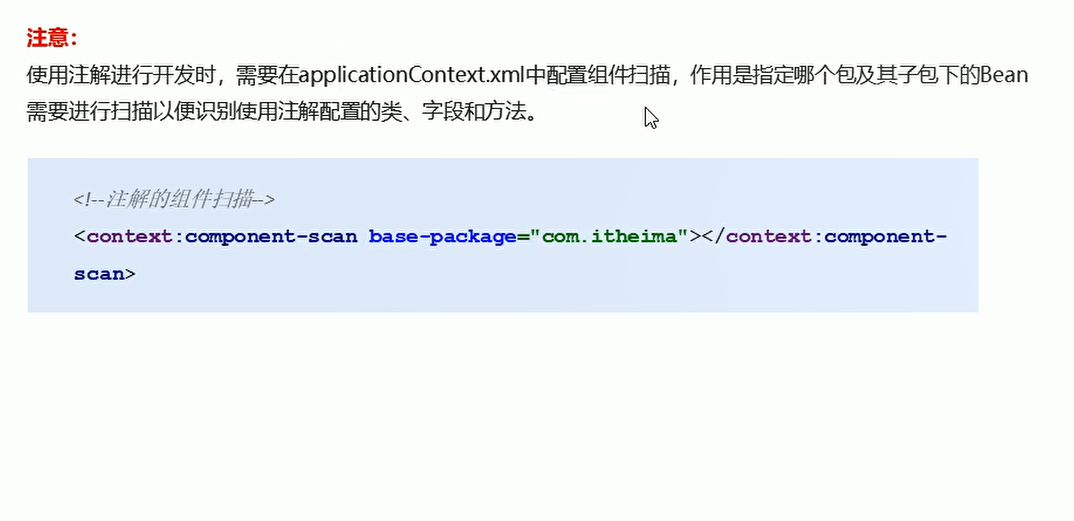 注意：
使用注解进行开发时，需要在applicationContext.xml中配置组件扫描，作用是指定哪个包及其子包下的Bean
需要进行扫描以便识别使用注解配置的类、字段和方法。
<!--注解的组件扫描-->
<context:component-scan base-package="com.itheima"></context:component-
scan>